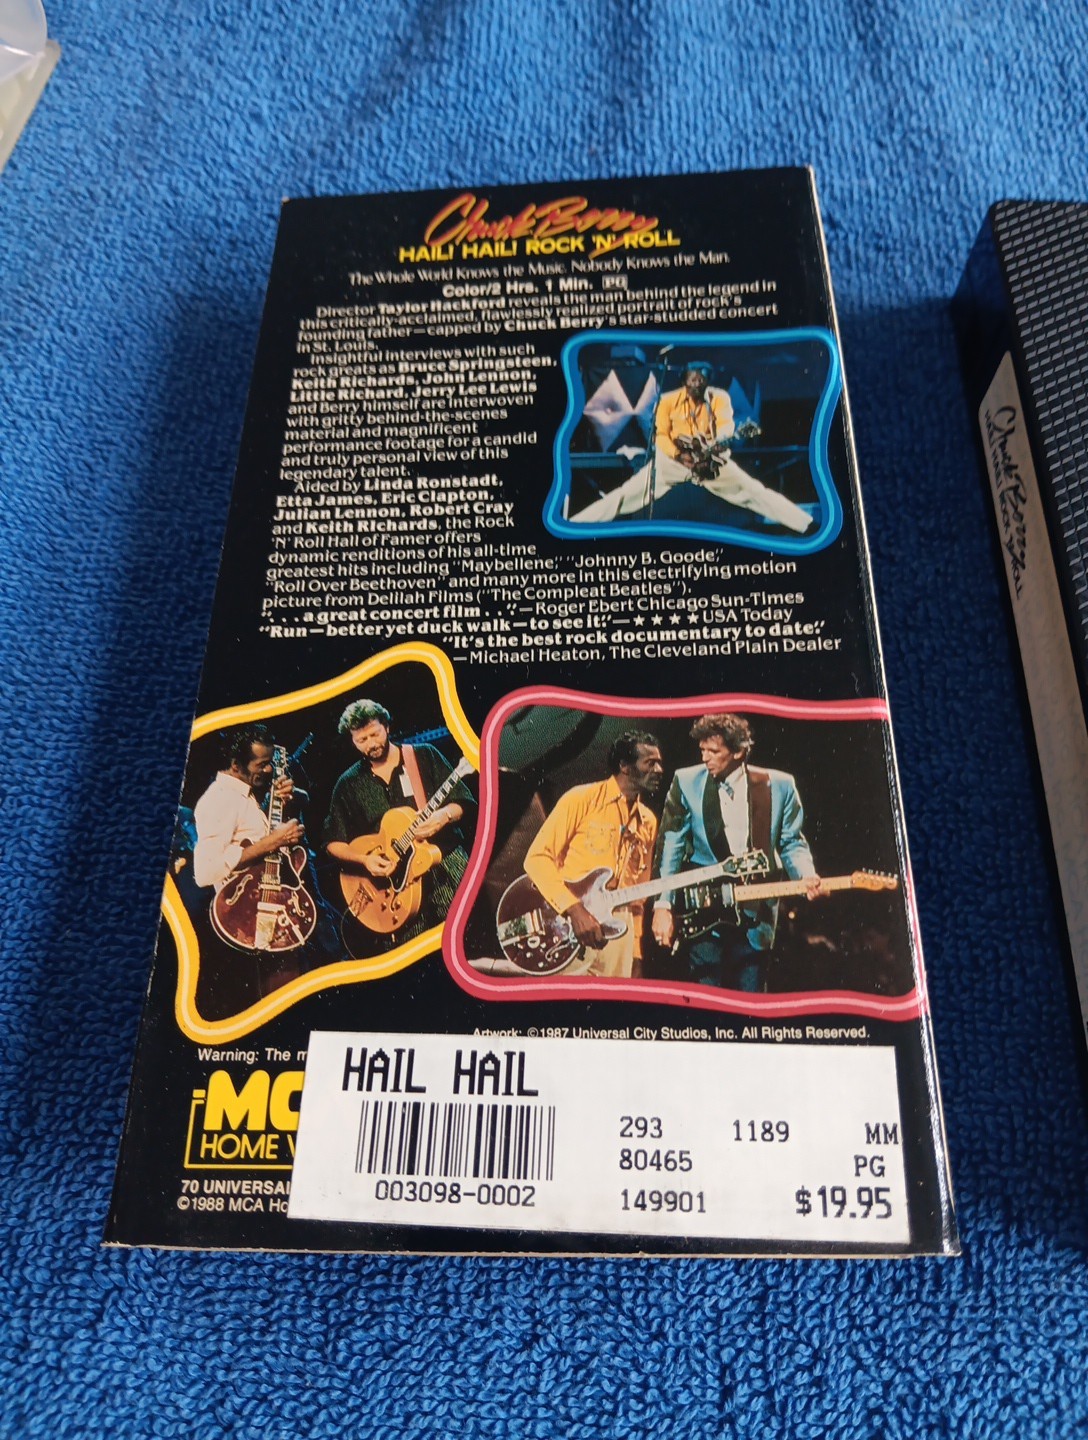 Chuck Berry
HAIL! HAIL! ROCK 'N' ROLL
The Whole World Knows the Music. Nobody Knows the Man.
Color/2 Hrs. 1 Min. PG
Director Taylor Hackford reveals the man behind the legend in
this critically-acclaimed, flawlessly realized portrait of rock's
founding father—capped by Chuck Berry's star-studded concert
in St. Louis.
Insightful interviews with such
rock greats as Bruce Springsteen,
Keith Richards, John Lennon,
Little Richard, Jerry Lee Lewis
and Berry himself are interwoven
with gritty behind-the-scenes
material and magnificent
performance footage for a candid
and truly personal view of this
legendary talent.
Aided by Linda Ronstadt,
Etta James, Eric Clapton,
Julian Lennon, Robert Cray
and Keith Richards, the Rock
'N' Roll Hall of Famer offers
dynamic renditions of his all-time
greatest hits including "Maybellene," "Johnny B. Goode,"
"Roll Over Beethoven" and many more in this electrifying motion
picture from Delilah Films ("The Compleat Beatles").
"...a great concert film..."—Roger Ebert Chicago Sun-Times
"Run—better yet duck walk—to see it."—★★★★USA Today
"It's the best rock documentary to date."
—Michael Heaton, The Cleveland Plain Dealer
Artwork: ©1987 Universal City Studios, Inc. All Rights Reserved.
Warning: The m
MC
HOME V
70 UNIVERSAL
©1988 MCA Ho
HAIL HAIL
003098-0002
293 1189 MM
80465 PG
149901 $19.95
Chuck Berry
HAIL! HAIL! ROCK 'N' ROLL